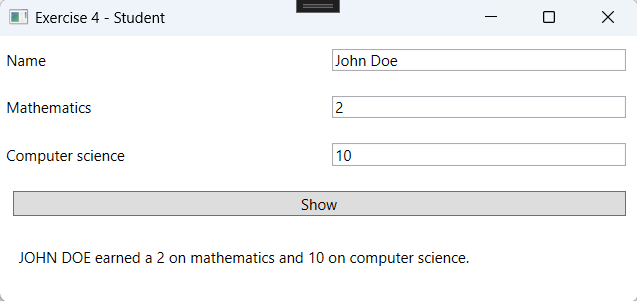 Exercise 4 - Student
Name John Doe
Mathematics 2
Computer science 10
Show
JOHN DOE earned a 2 on mathematics and 10 on computer science.